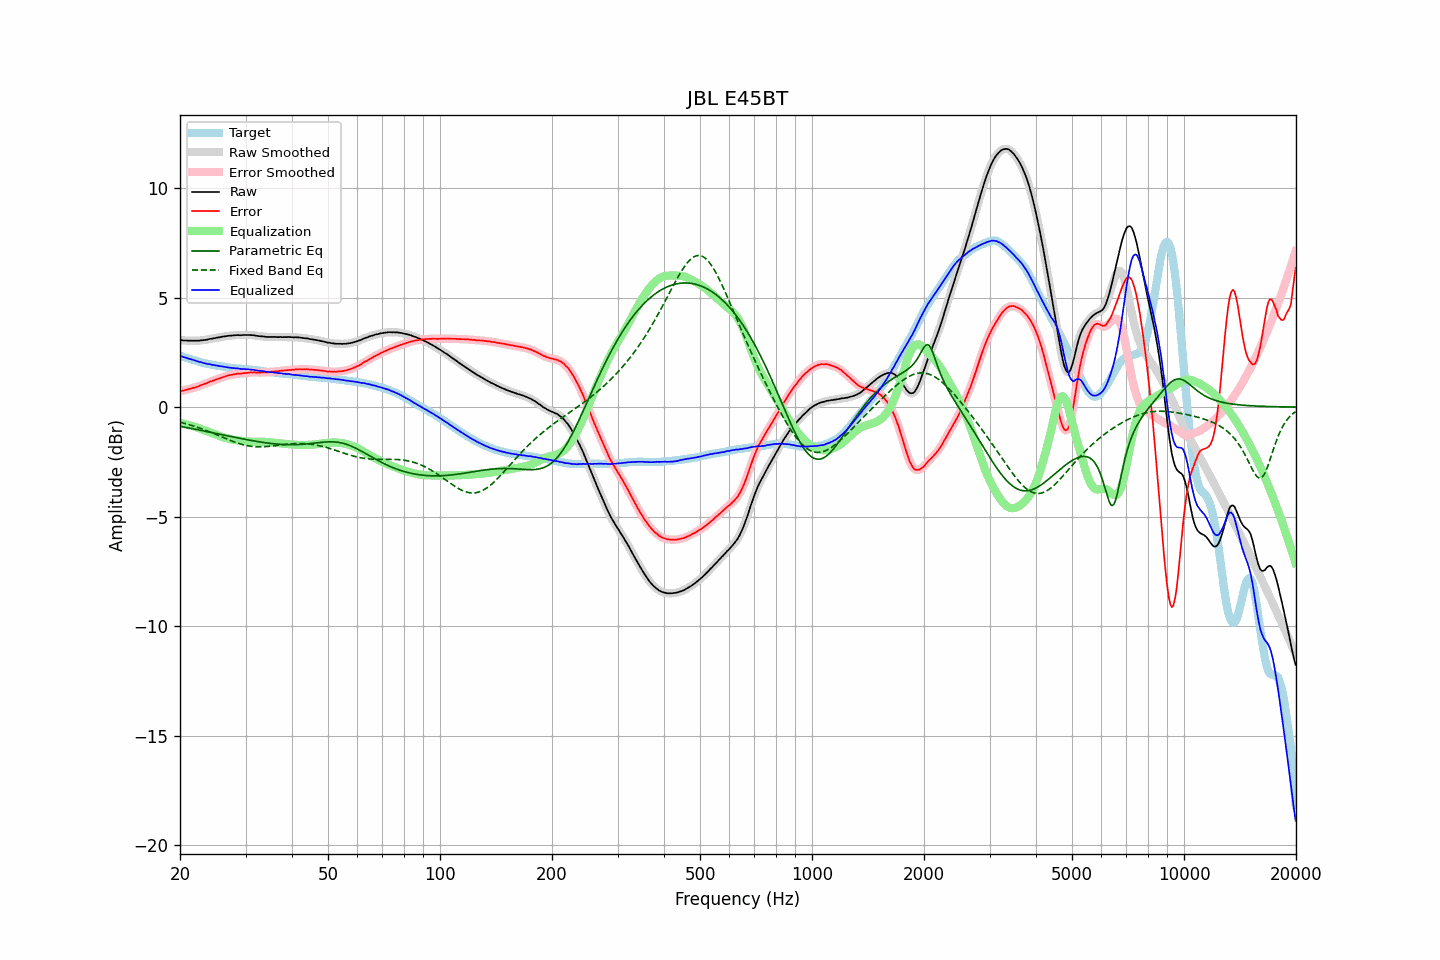 JBL E45BT
Target
Raw Smoothed
Error Smoothed
Raw
Error
Equalization
Parametric Eq
Fixed Band Eq
Equalized
10
5
0
−5
−10
−15
−20
Amplitude (dBr)
20 50 100 200 500 1000 2000 5000 10000 20000
Frequency (Hz)